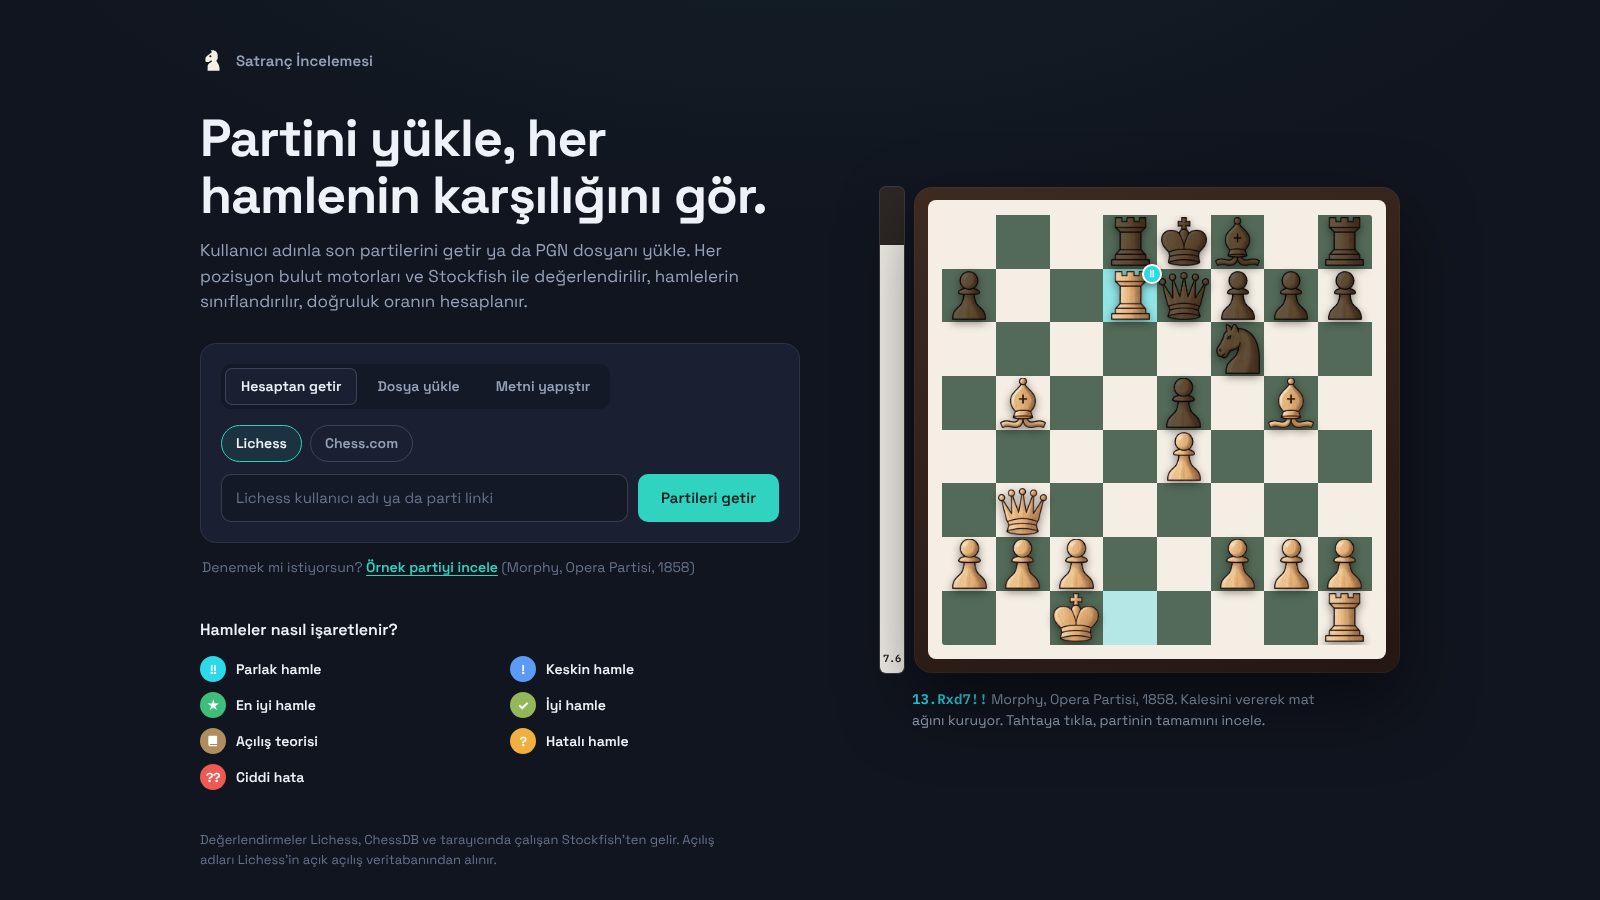 Satranç İncelemesi
Partini yükle, her
hamlenin karşılığını gör.
Kullanıcı adınla son partilerini getir ya da PGN dosyanı yükle. Her
pozisyon bulut motorları ve Stockfish ile değerlendirilir, hamlelerin
sınıflandırılır, doğruluk oranın hesaplanır.
Hesaptan getir Dosya yükle Metni yapıştır
Lichess Chess.com
Lichess kullanıcı adı ya da parti linki Partileri getir
Denemek mi istiyorsun? Örnek partiyi incele (Morphy, Opera Partisi, 1858)
Hamleler nasıl işaretlenir?
!! Parlak hamle
! Keskin hamle
En iyi hamle
İyi hamle
Açılış teorisi
? Hatalı hamle
?? Ciddi hata
Değerlendirmeler Lichess, ChessDB ve tarayıcında çalışan Stockfish'ten gelir. Açılış
adları Lichess'in açık açılış veritabanından alınır.
!!
7.6
13.Rxd7!! Morphy, Opera Partisi, 1858. Kalesini vererek mat
ağını kuruyor. Tahtaya tıkla, partinin tamamını incele.